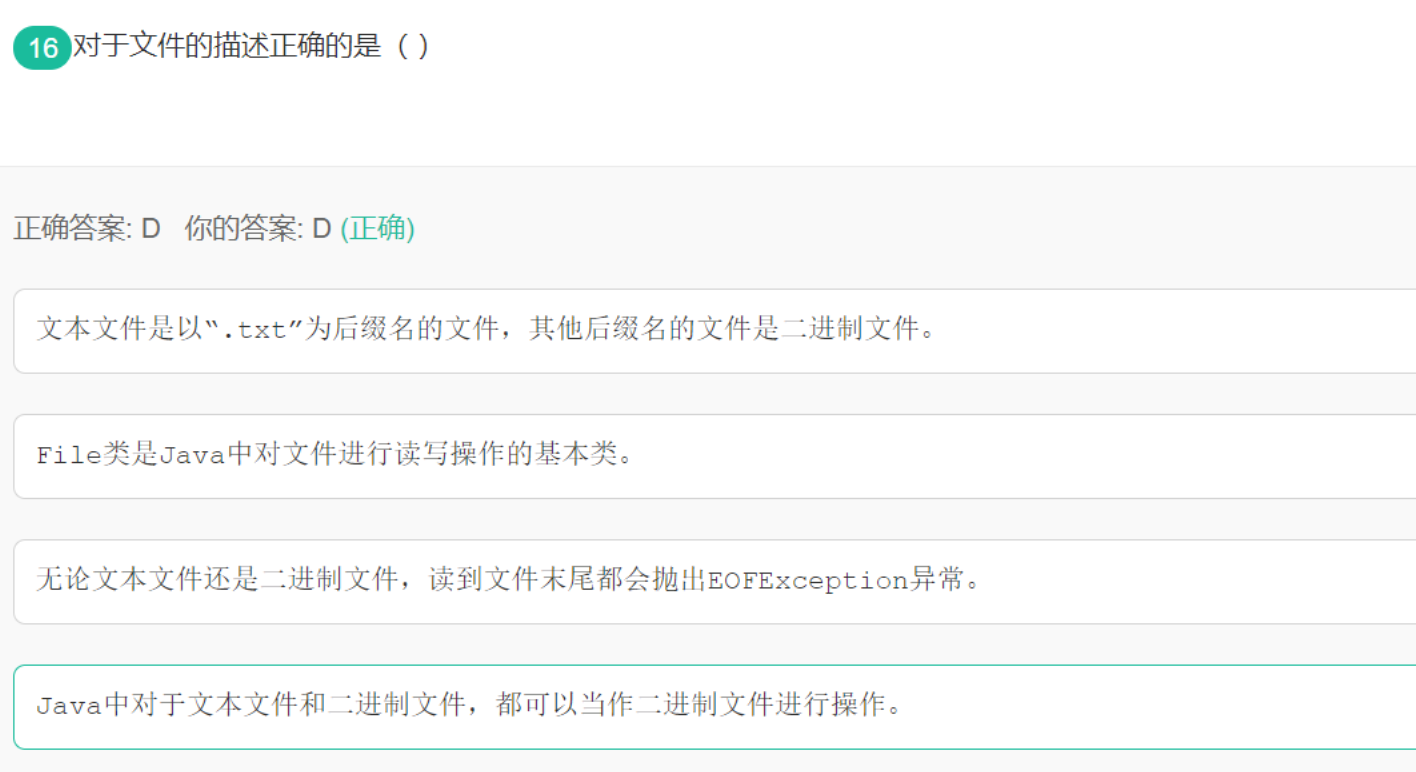 16 对于文件的描述正确的是（ ）
正确答案: D 你的答案: D (正确)
文本文件是以“.txt”为后缀名的文件，其他后缀名的文件是二进制文件。
File类是Java中对文件进行读写操作的基本类。
无论文本文件还是二进制文件，读到文件末尾都会抛出EOFException异常。
Java中对于文本文件和二进制文件，都可以当作二进制文件进行操作。